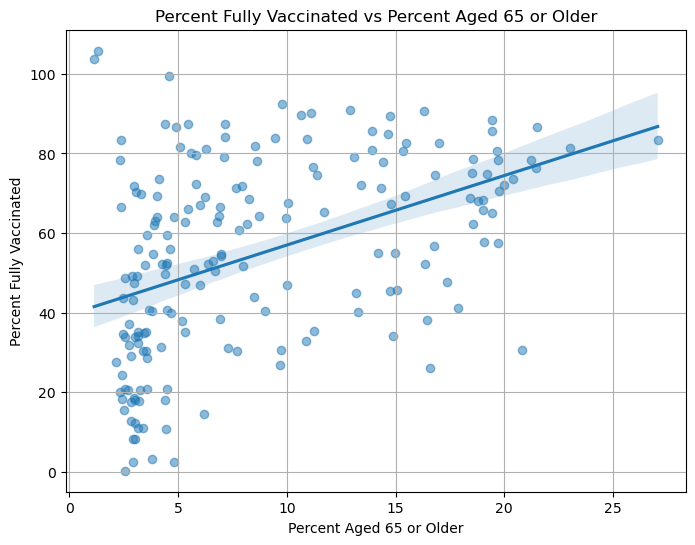 Percent Fully Vaccinated vs Percent Aged 65 or Older
Percent Fully Vaccinated
100
80
60
40
20
0
0 5 10 15 20 25
Percent Aged 65 or Older